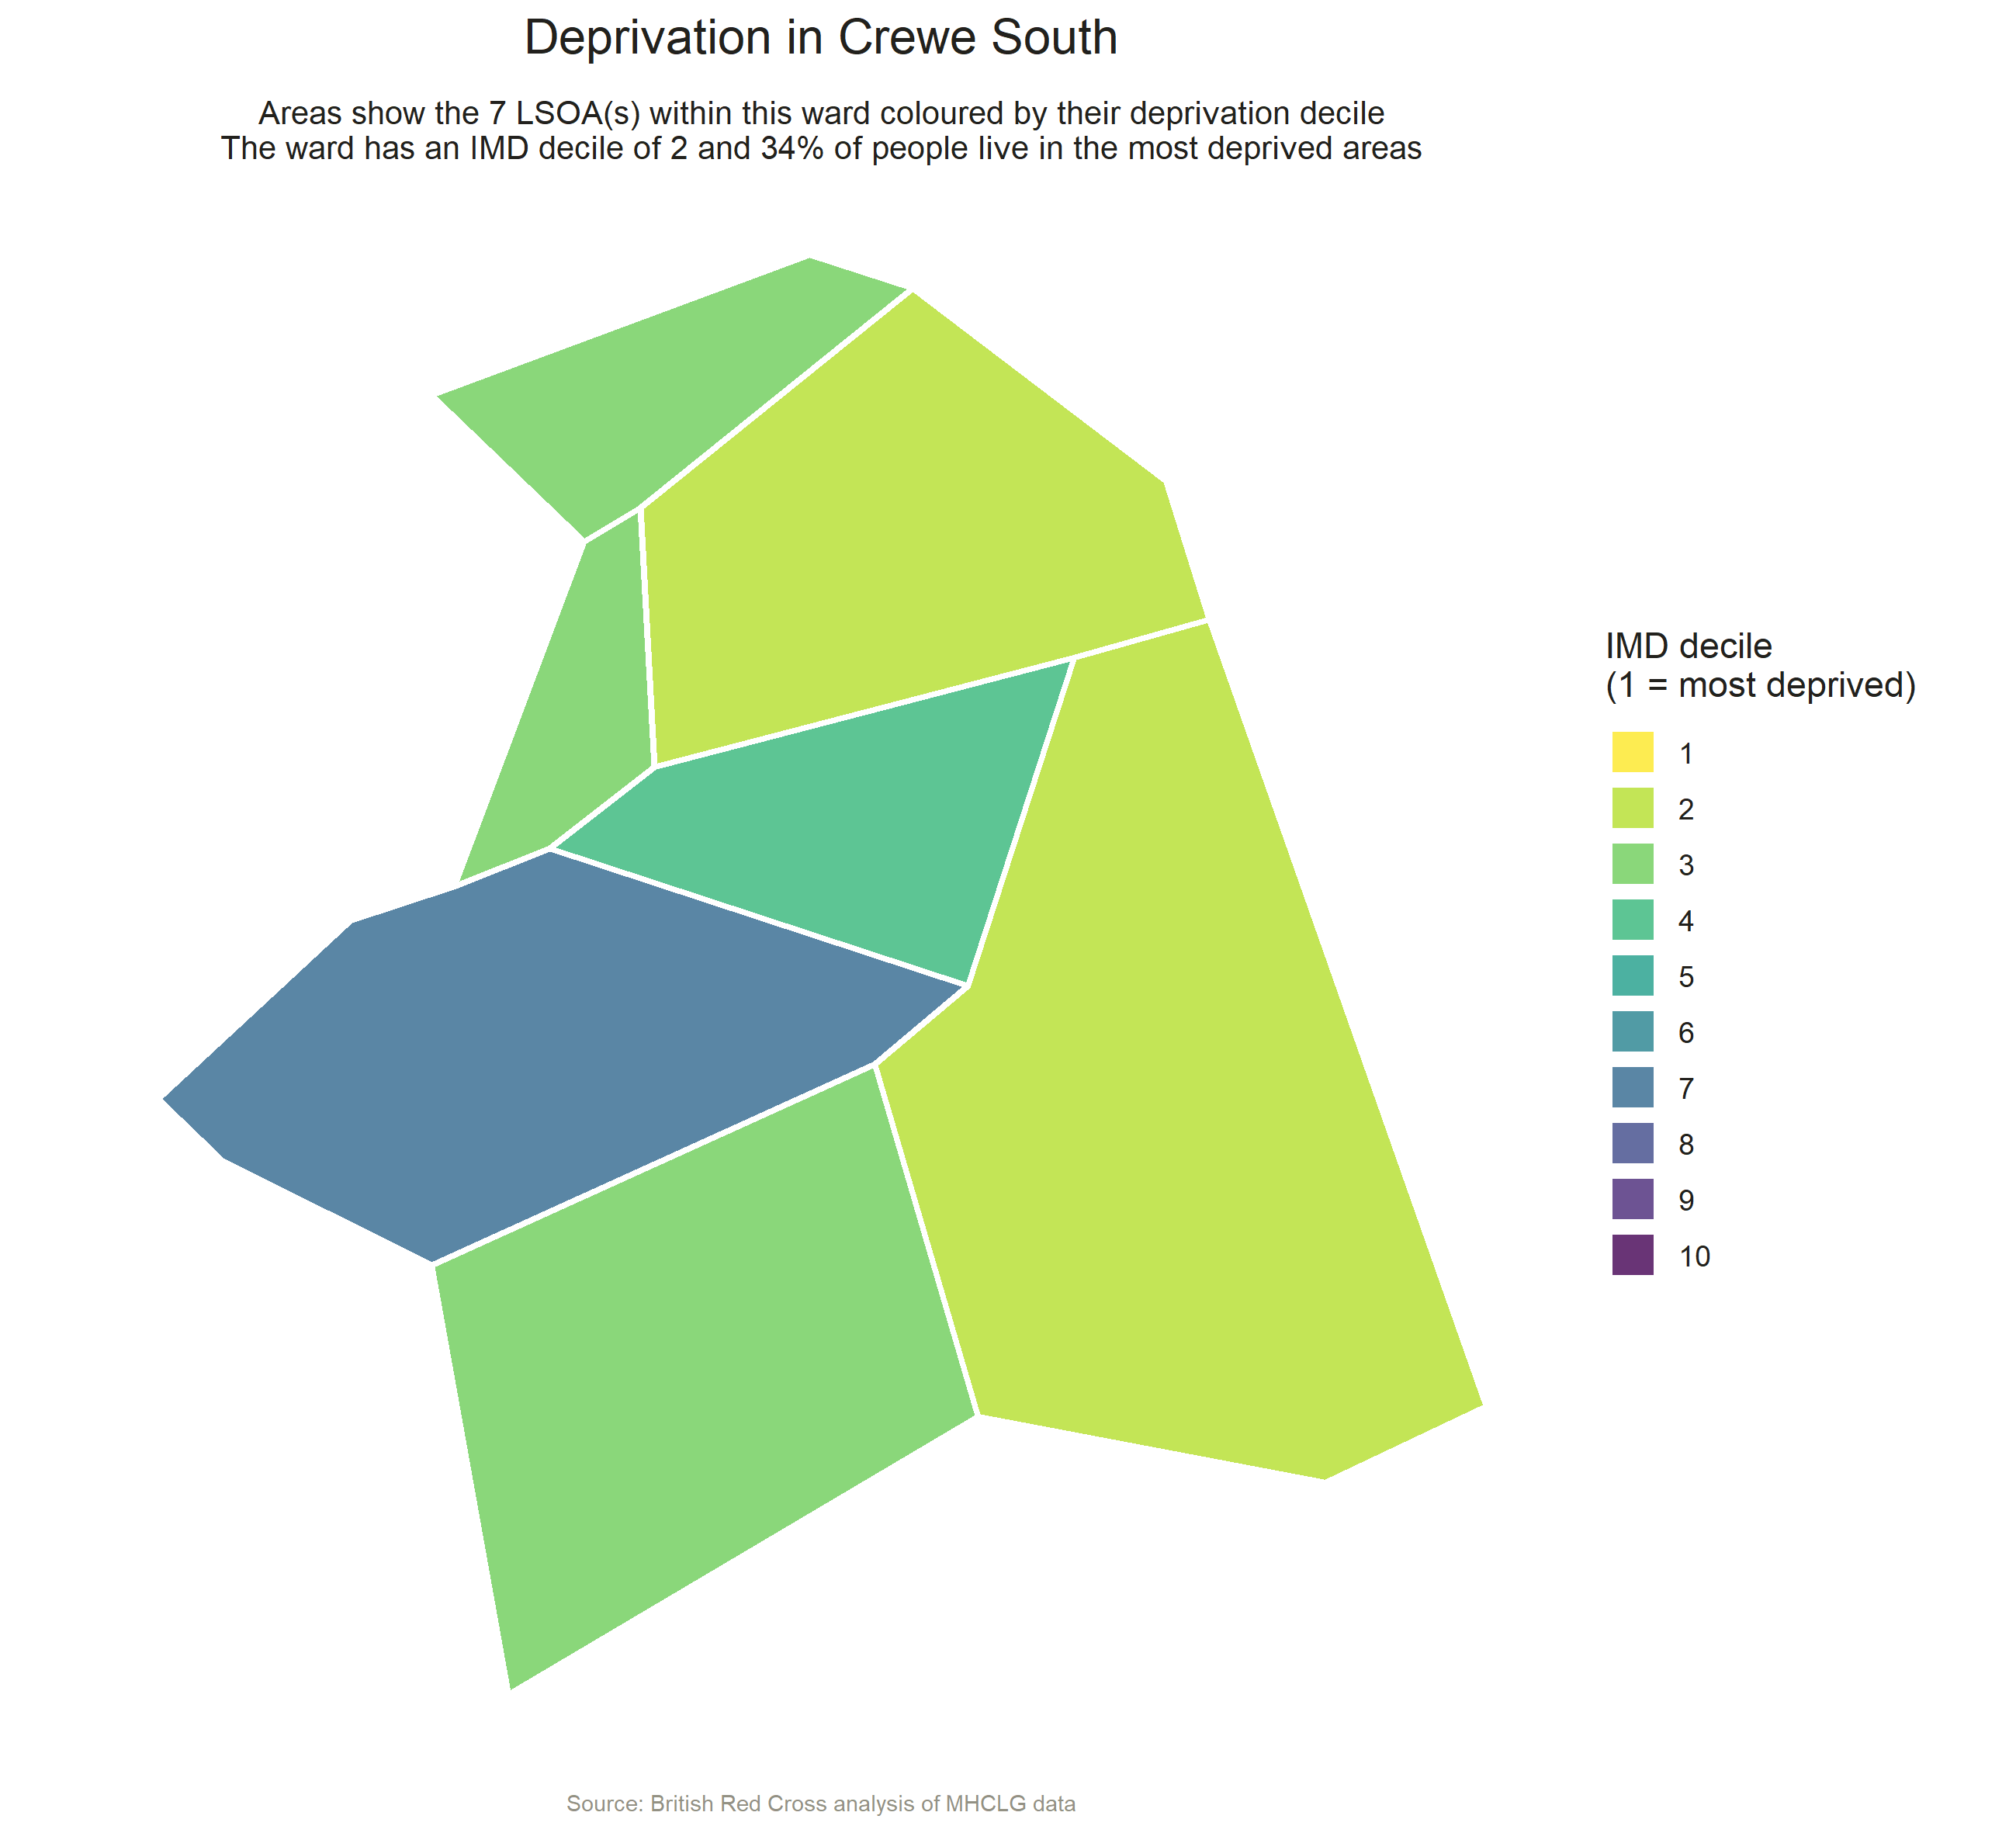 Deprivation in Crewe South
Areas show the 7 LSOA(s) within this ward coloured by their deprivation decile
The ward has an IMD decile of 2 and 34% of people live in the most deprived areas
IMD decile
(1 = most deprived)
1
2
3
4
5
6
7
8
9
10
Source: British Red Cross analysis of MHCLG data